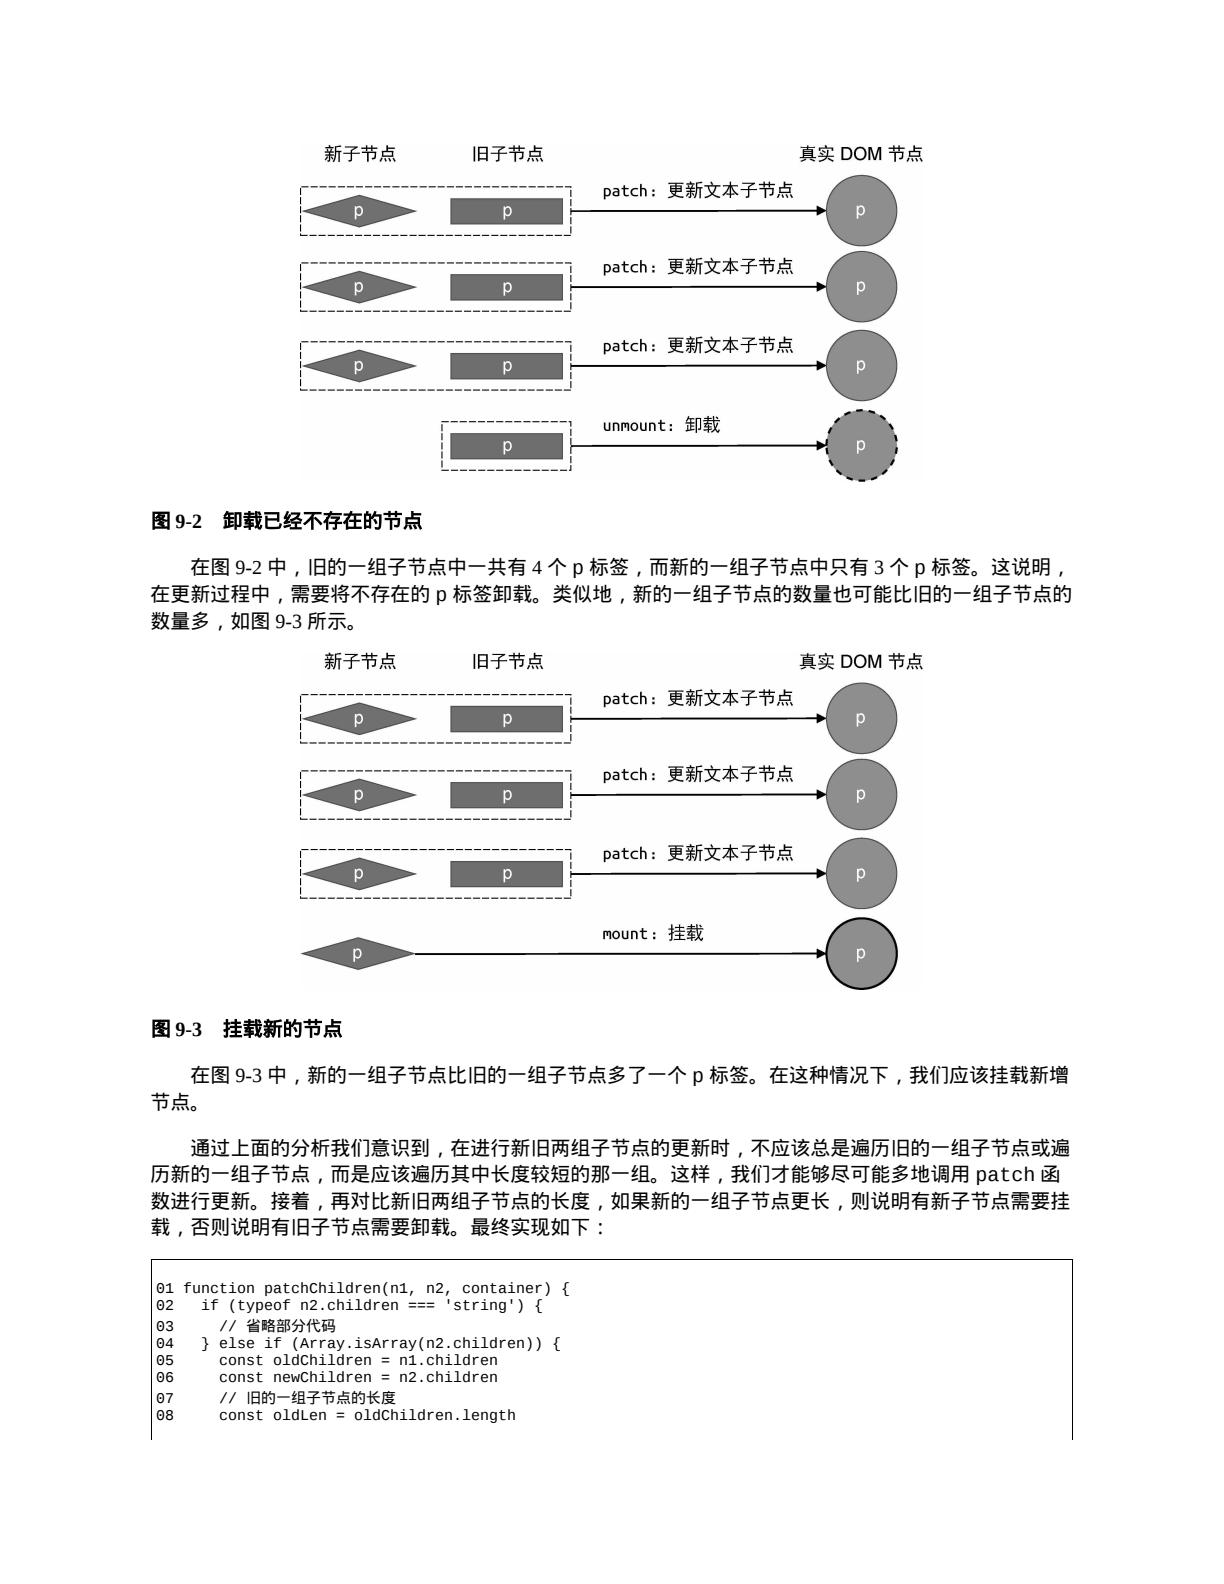 新子节点 旧子节点 真实 DOM 节点
patch：更新文本子节点
p p p
patch：更新文本子节点
p p p
patch：更新文本子节点
p p p
unmount：卸载
p p
图 9-2 卸载已经不存在的节点
在图 9-2 中，旧的一组子节点中一共有 4 个 p 标签，而新的一组子节点中只有 3 个 p 标签。这说明，
在更新过程中，需要将不存在的 p 标签卸载。类似地，新的一组子节点的数量也可能比旧的一组子节点的
数量多，如图 9-3 所示。
新子节点 旧子节点 真实 DOM 节点
patch：更新文本子节点
p p p
patch：更新文本子节点
p p p
patch：更新文本子节点
p p p
mount：挂载
p p
图 9-3 挂载新的节点
在图 9-3 中，新的一组子节点比旧的一组子节点多了一个 p 标签。在这种情况下，我们应该挂载新增
节点。
通过上面的分析我们意识到，在进行新旧两组子节点的更新时，不应该总是遍历旧的一组子节点或遍
历新的一组子节点，而是应该遍历其中长度较短的那一组。这样，我们才能够尽可能多地调用 patch 函
数进行更新。接着，再对比新旧两组子节点的长度，如果新的一组子节点更长，则说明有新子节点需要挂
载，否则说明有旧子节点需要卸载。最终实现如下：
01 function patchChildren(n1, n2, container) {
02   if (typeof n2.children === 'string') {
03     // 省略部分代码
04   } else if (Array.isArray(n2.children)) {
05     const oldChildren = n1.children
06     const newChildren = n2.children
07     // 旧的一组子节点的长度
08     const oldLen = oldChildren.length